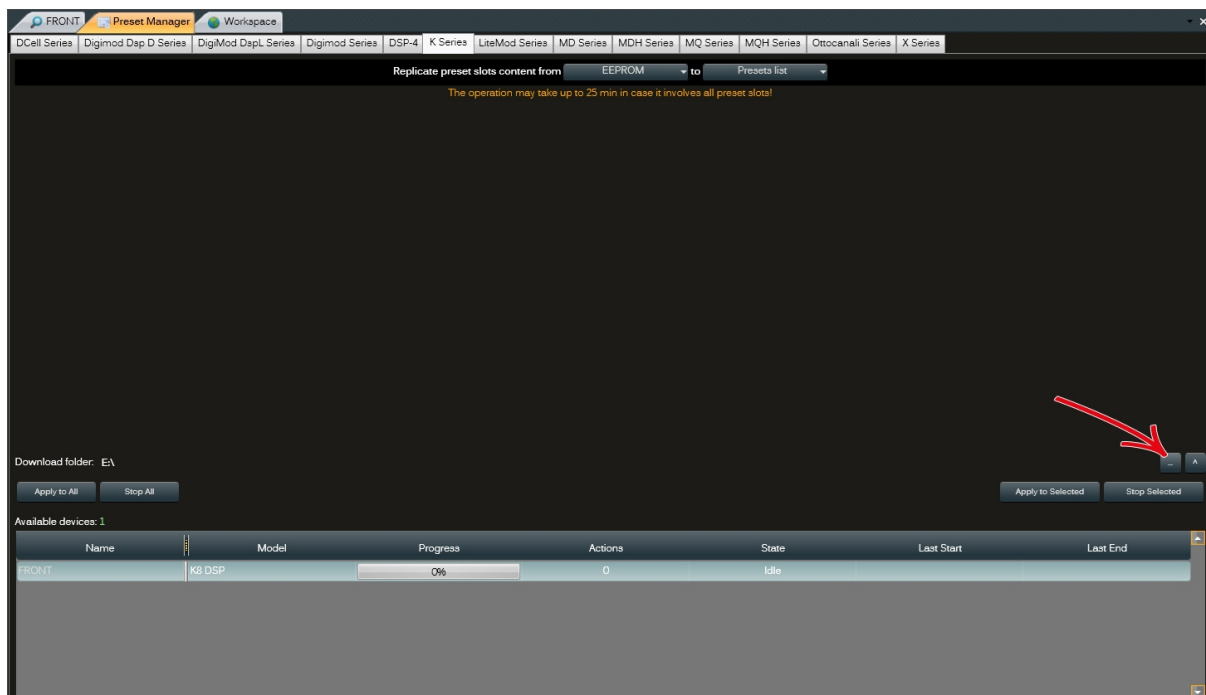 FRONT Preset Manager Workspace
DCell Series Digimod Dsp D Series DigiMod DspL Series Digimod Series DSP-4 K Series LiteMod Series MD Series MDH Series MQ Series MQH Series Ottocanali Series X Series
Replicate preset slots content from EEPROM to Presets list
The operation may take up to 25 min in case it involves all preset slots!
Download folder: E:\ ... ^
Apply to All Stop All Apply to Selected Stop Selected
Available devices: 1
Name Model Progress Actions State Last Start Last End
FRONT K8 DSP 0% 0 Idle